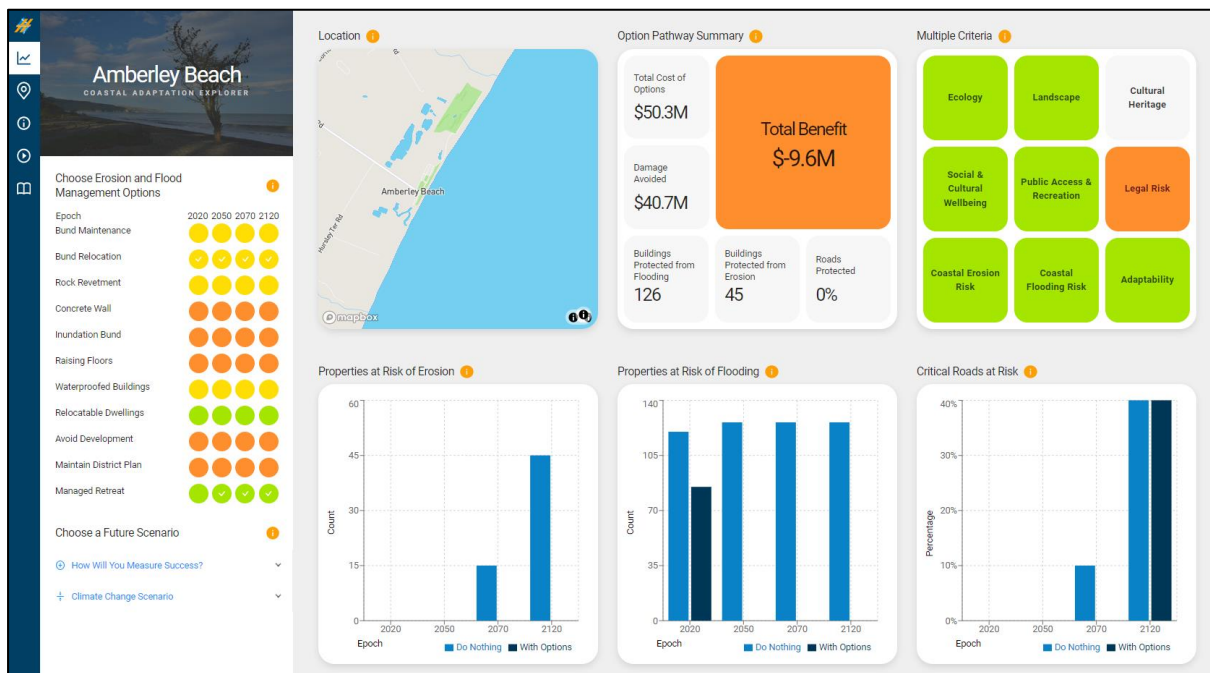 Amberley Beach
COASTAL ADAPTATION EXPLORER
Choose Erosion and Flood
Management Options
Epoch 2020 2050 2070 2120
Bund Maintenance
Bund Relocation
Rock Revetment
Concrete Wall
Inundation Bund
Raising Floors
Waterproofed Buildings
Relocatable Dwellings
Avoid Development
Maintain District Plan
Managed Retreat
Choose a Future Scenario
How Will You Measure Success?
Climate Change Scenario
Location
Amberley Beach
Hursley Ter Rd
mapbox
Option Pathway Summary
Total Cost of
Options
$50.3M
Damage
Avoided
$40.7M
Total Benefit
$-9.6M
Buildings
Protected from
Flooding
126
Buildings
Protected from
Erosion
45
Roads
Protected
0%
Multiple Criteria
Ecology
Landscape
Cultural
Heritage
Social &
Cultural
Wellbeing
Public Access &
Recreation
Legal Risk
Coastal Erosion
Risk
Coastal
Flooding Risk
Adaptability
Properties at Risk of Erosion
60
45
30
15
0
Count
2020 2050 2070 2120
Epoch
Do Nothing With Options
Properties at Risk of Flooding
140
105
70
35
0
Count
2020 2050 2070 2120
Epoch
Do Nothing With Options
Critical Roads at Risk
40%
30%
20%
10%
0%
Percentage
2020 2050 2070 2120
Epoch
Do Nothing With Options